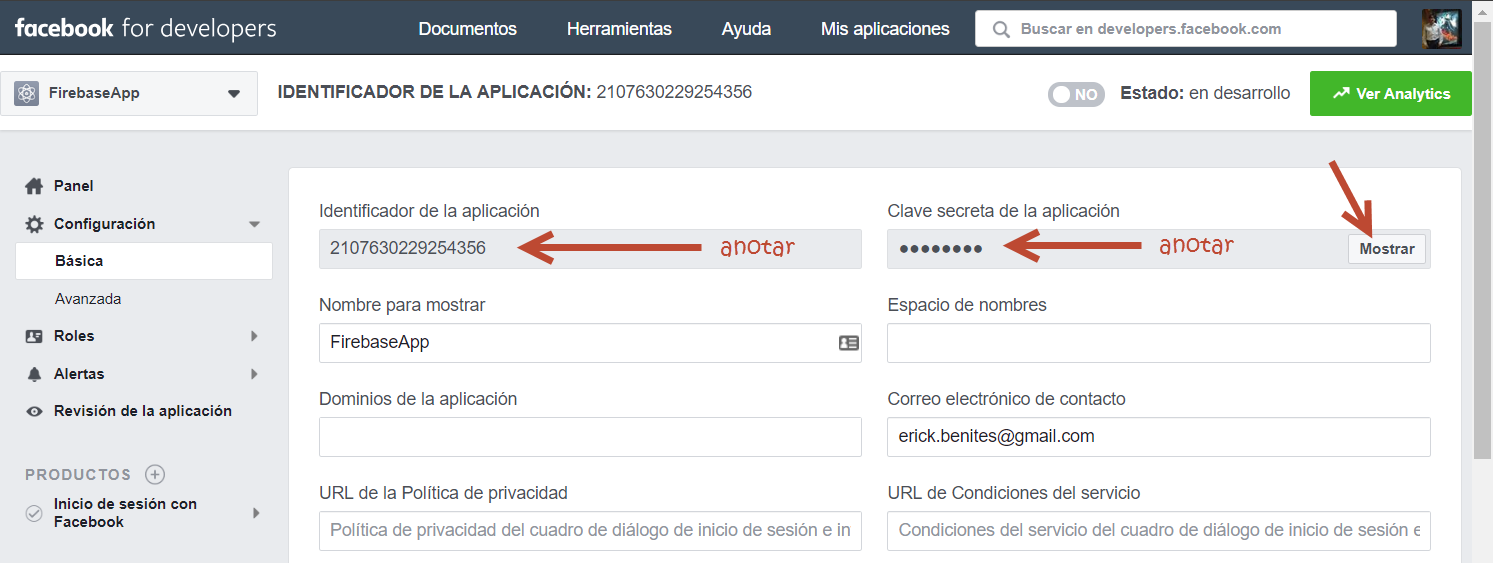 facebook for developers Documentos Herramientas Ayuda Mis aplicaciones Buscar en developers.facebook.com
FirebaseApp IDENTIFICADOR DE LA APLICACIÓN: 2107630229254356 NO Estado: en desarrollo Ver Analytics
Panel
Configuración
Básica
Avanzada
Roles
Alertas
Revisión de la aplicación
PRODUCTOS
Inicio de sesión con
Facebook
Identificador de la aplicación
2107630229254356 anotar
Clave secreta de la aplicación
●●●●●●●● anotar Mostrar
Nombre para mostrar
FirebaseApp
Espacio de nombres
Dominios de la aplicación
Correo electrónico de contacto
erick.benites@gmail.com
URL de la Política de privacidad
Política de privacidad del cuadro de diálogo de inicio de sesión e in
URL de Condiciones del servicio
Condiciones del servicio del cuadro de diálogo de inicio de sesión e